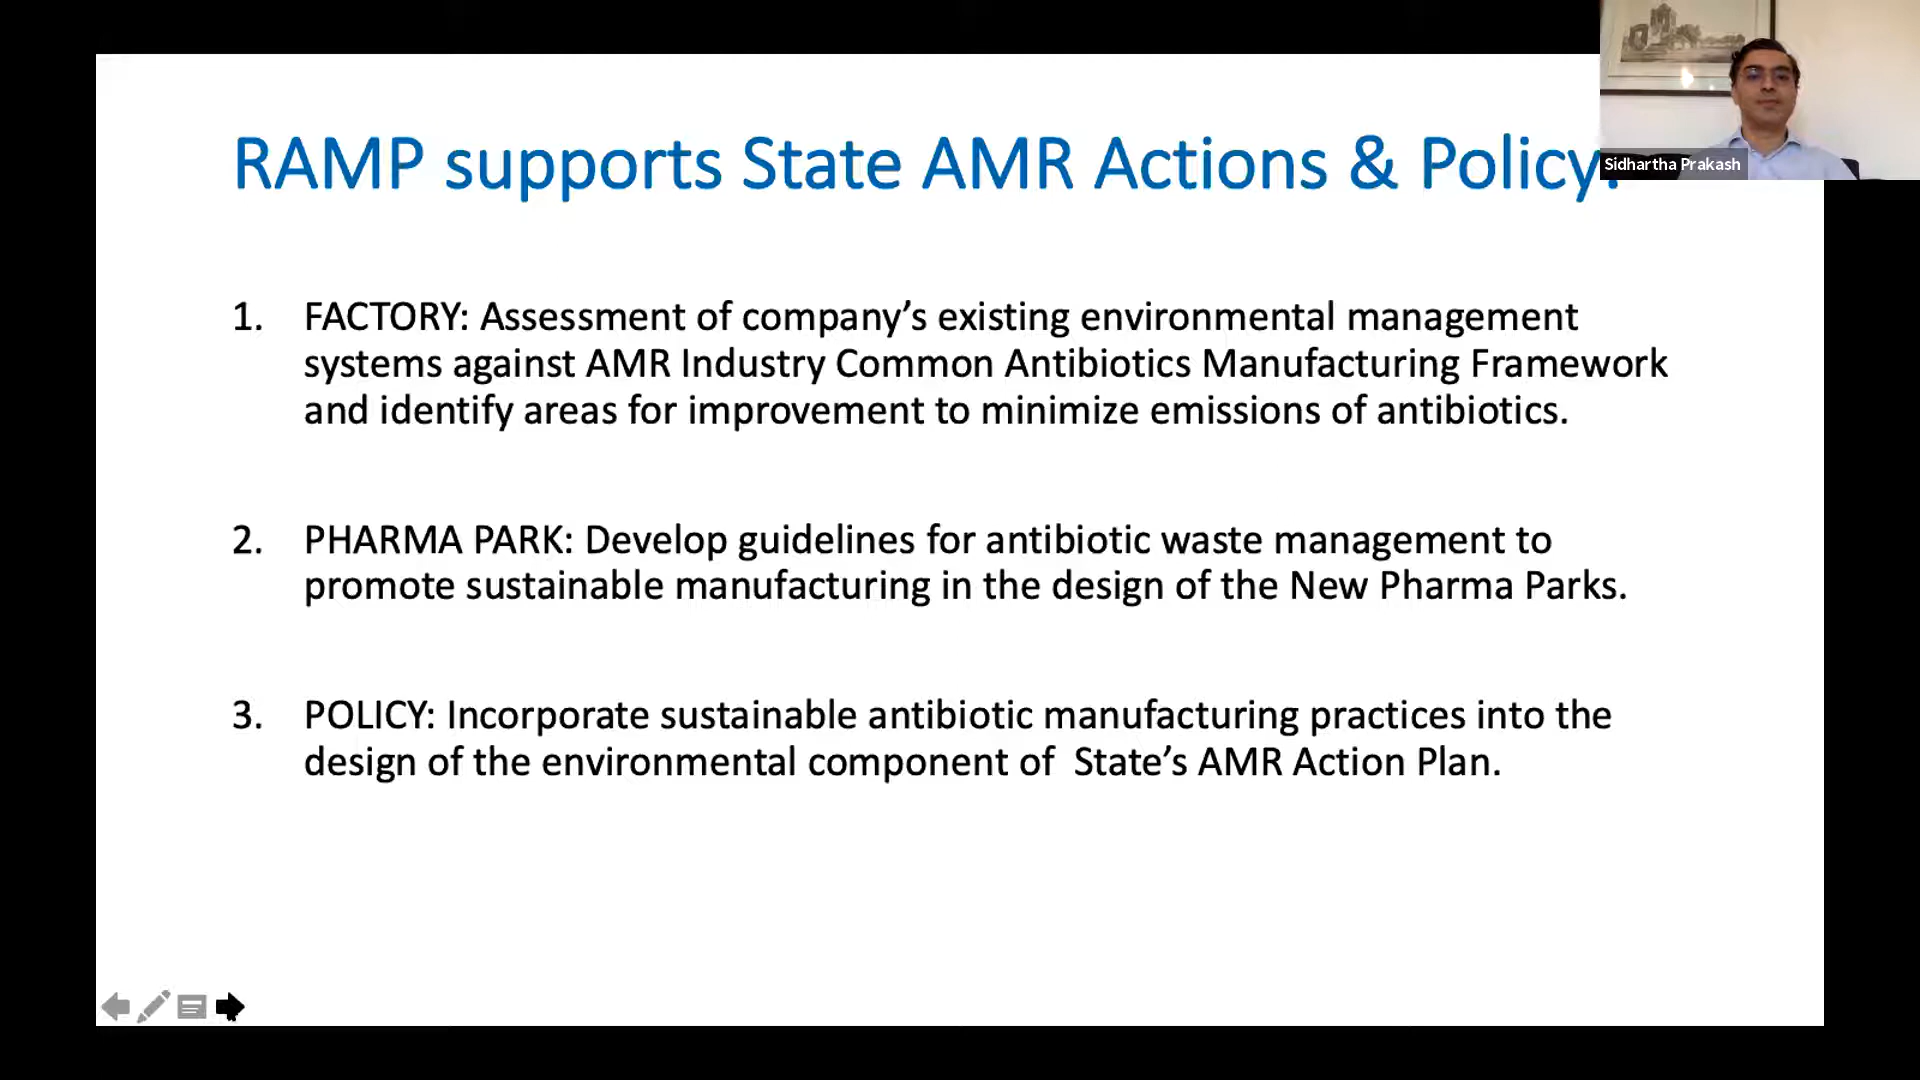 RAMP supports State AMR Actions & Policy.
Sidhartha Prakash
1. FACTORY: Assessment of company’s existing environmental management
systems against AMR Industry Common Antibiotics Manufacturing Framework
and identify areas for improvement to minimize emissions of antibiotics.
2. PHARMA PARK: Develop guidelines for antibiotic waste management to
promote sustainable manufacturing in the design of the New Pharma Parks.
3. POLICY: Incorporate sustainable antibiotic manufacturing practices into the
design of the environmental component of  State’s AMR Action Plan.